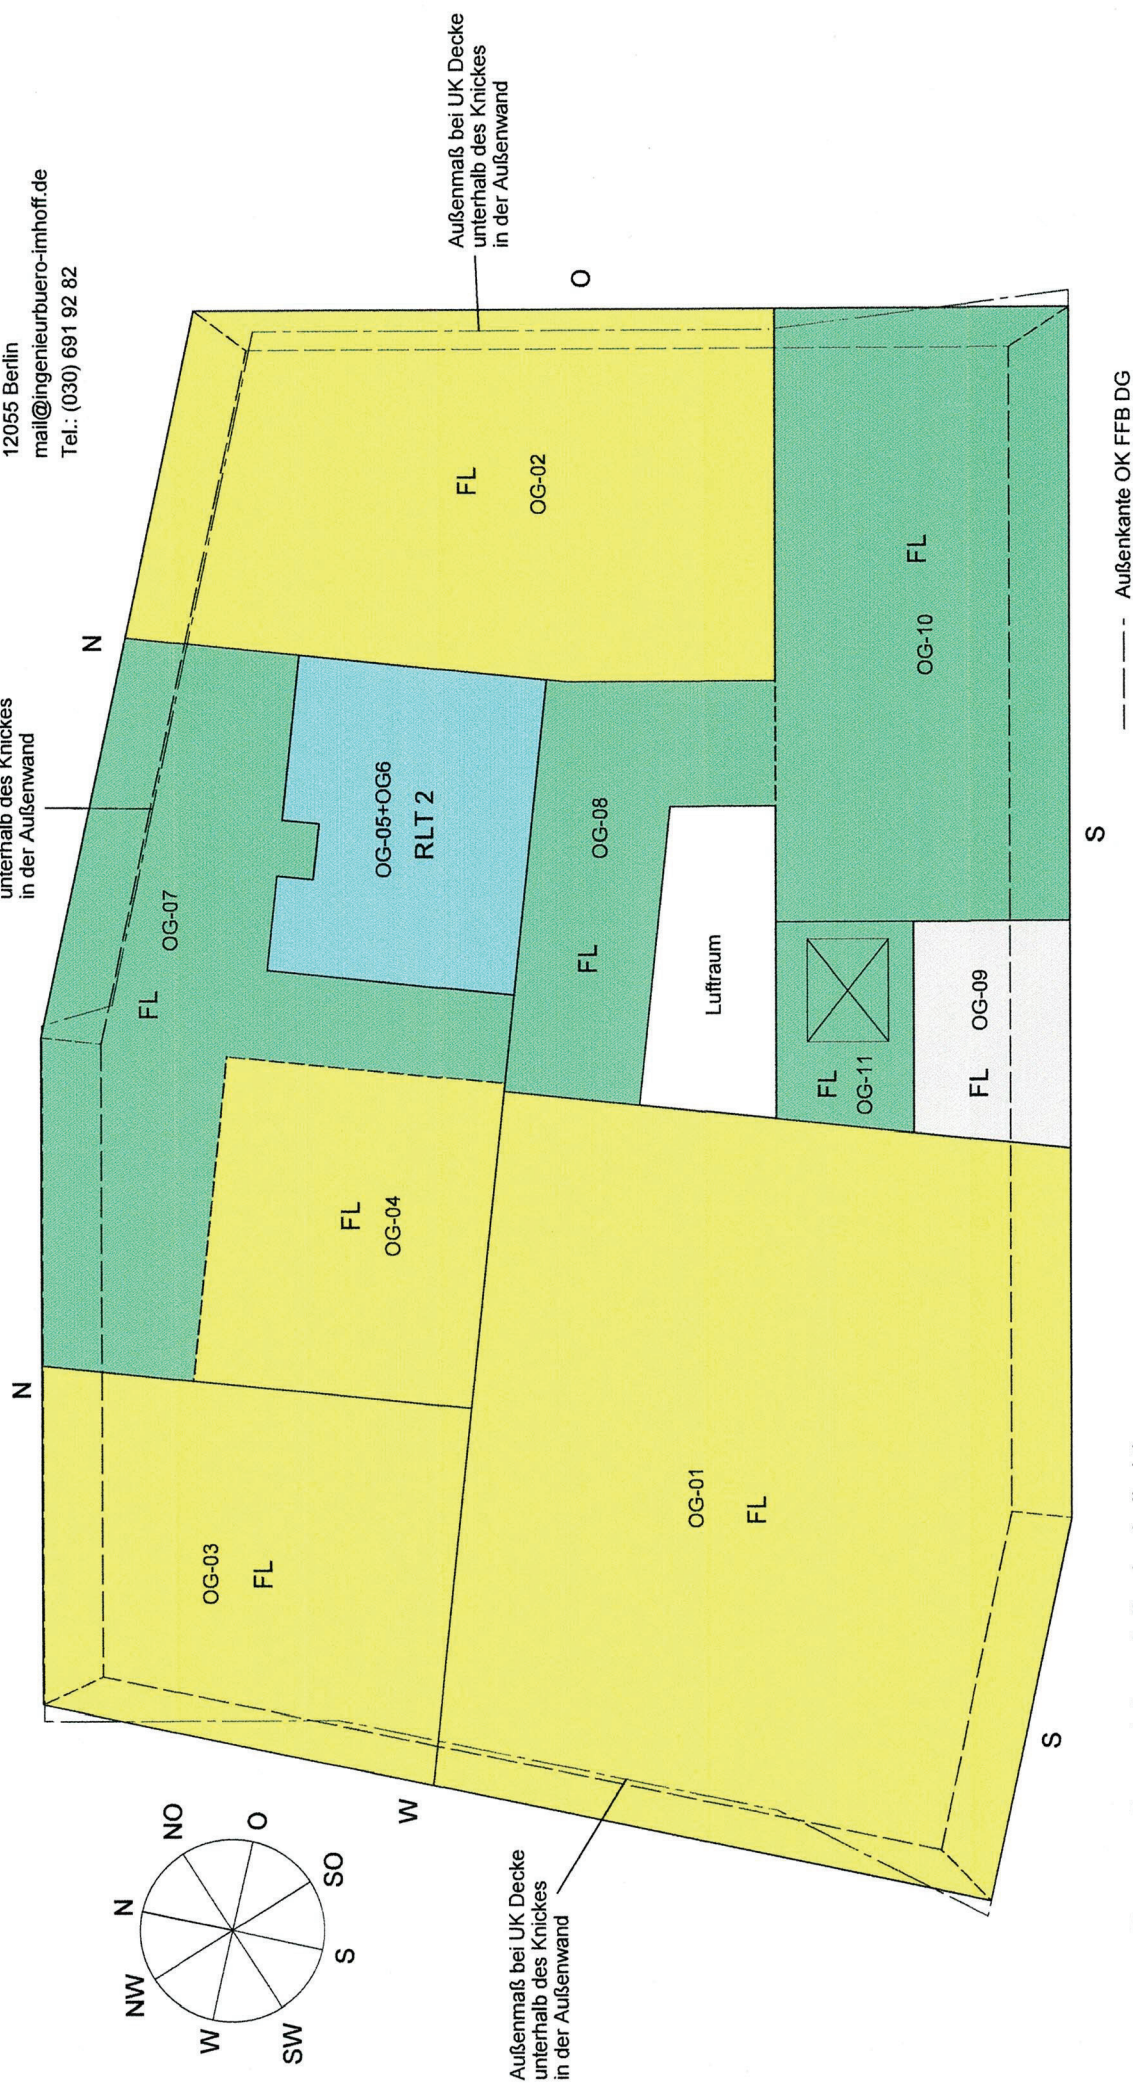 12055 Berlin
mail@ingenieurbuero-imhoff.de
Tel.: (030) 691 92 82
unterhalb des Knickes
in der Außenwand
N
N
Außenmaß bei UK Decke
unterhalb des Knickes
in der Außenwand
O
OG-07
FL
FL
OG-02
OG-05+OG6
RLT 2
OG-03
FL
FL
OG-04
OG-08
FL
Luftraum
OG-01
FL
FL
OG-10
FL
OG-11
OG-09
FL
N
NO
O
SO
S
SW
W
NW
W
Außenmaß bei UK Decke
unterhalb des Knickes
in der Außenwand
S
S
Außenkante OK FFB DG